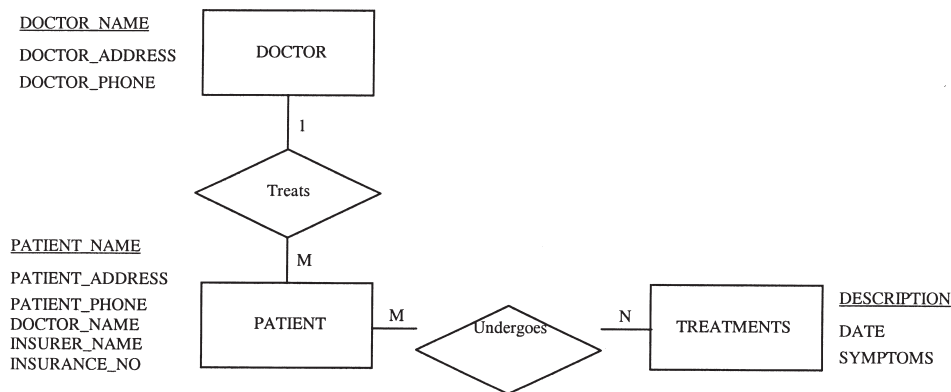 DOCTOR_NAME
DOCTOR_ADDRESS
DOCTOR_PHONE
DOCTOR
1
Treats
M
PATIENT_NAME
PATIENT_ADDRESS
PATIENT_PHONE
DOCTOR_NAME
INSURER_NAME
INSURANCE_NO
PATIENT
M
Undergoes
N
TREATMENTS
DESCRIPTION
DATE
SYMPTOMS